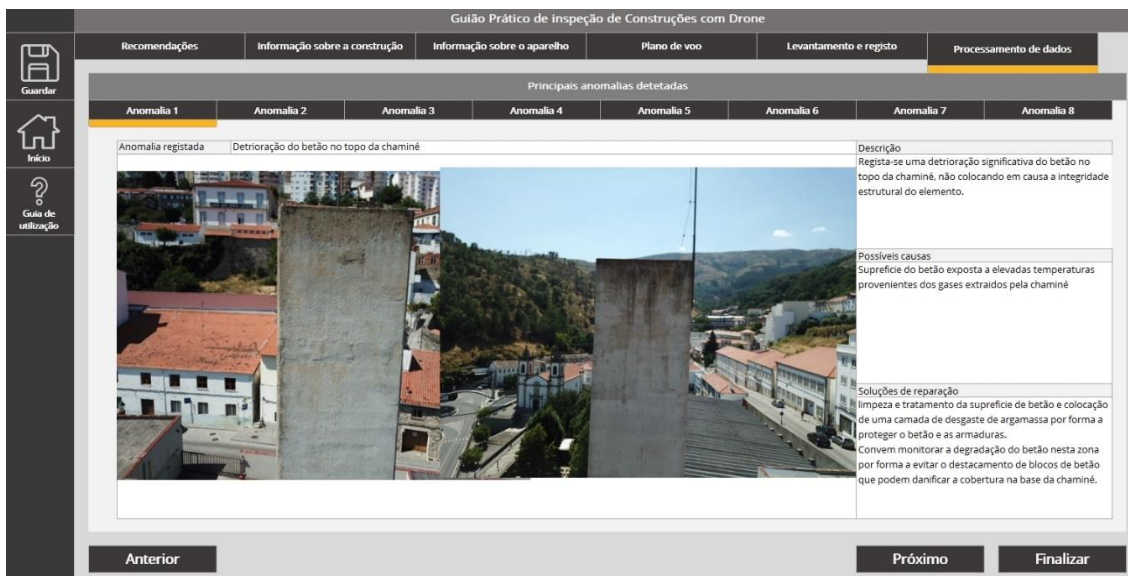 Guião Prático de inspeção de Construções com Drone
Recomendações
Informação sobre a construção
Informação sobre o aparelho
Plano de voo
Levantamento e registo
Processamento de dados
Guardar
Início
Guia de
utilização
Principais anomalias detetadas
Anomalia 1
Anomalia 2
Anomalia 3
Anomalia 4
Anomalia 5
Anomalia 6
Anomalia 7
Anomalia 8
Anomalia registada
Detrioração do betão no topo da chaminé
Descrição
Regista-se uma detrioração significativa do betão no
topo da chaminé, não colocando em causa a integridade
estrutural do elemento.
Possíveis causas
Supreficie do betão exposta a elevadas temperaturas
provenientes dos gases extraidos pela chaminé
Soluções de reparação
limpeza e tratamento da supreficie de betão e colocação
de uma camada de desgaste de argamassa por forma a
proteger o betão e as armaduras.
Convem monitorar a degradação do betão nesta zona
por forma a evitar o destacamento de blocos de betão
que podem danificar a cobertura na base da chaminé.
Anterior
Próximo
Finalizar